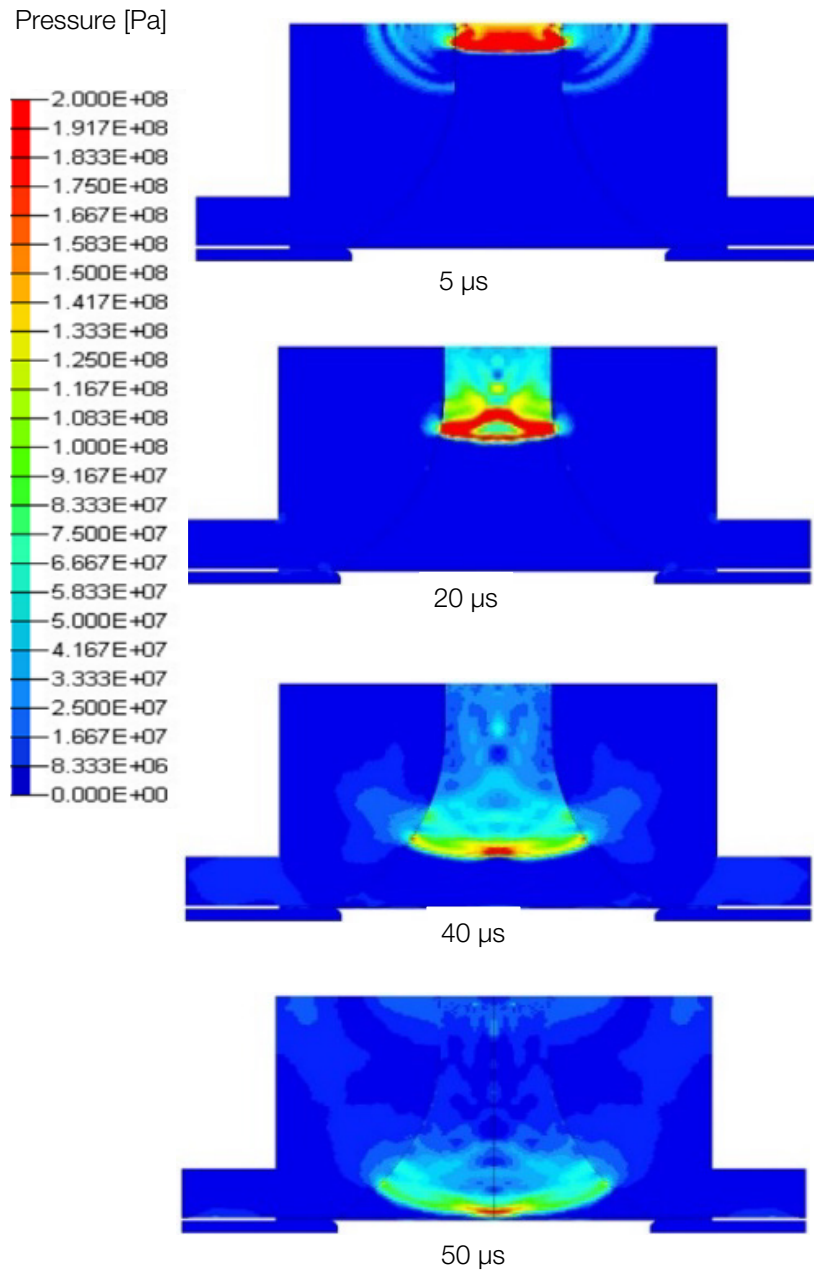 Pressure [Pa]
2.000E+08
1.917E+08
1.833E+08
1.750E+08
1.667E+08
1.583E+08
1.500E+08
1.417E+08
1.333E+08
1.250E+08
1.167E+08
1.083E+08
1.000E+08
9.167E+07
8.333E+07
7.500E+07
6.667E+07
5.833E+07
5.000E+07
4.167E+07
3.333E+07
2.500E+07
1.667E+07
8.333E+06
0.000E+00
5 µs
20 µs
40 µs
50 µs